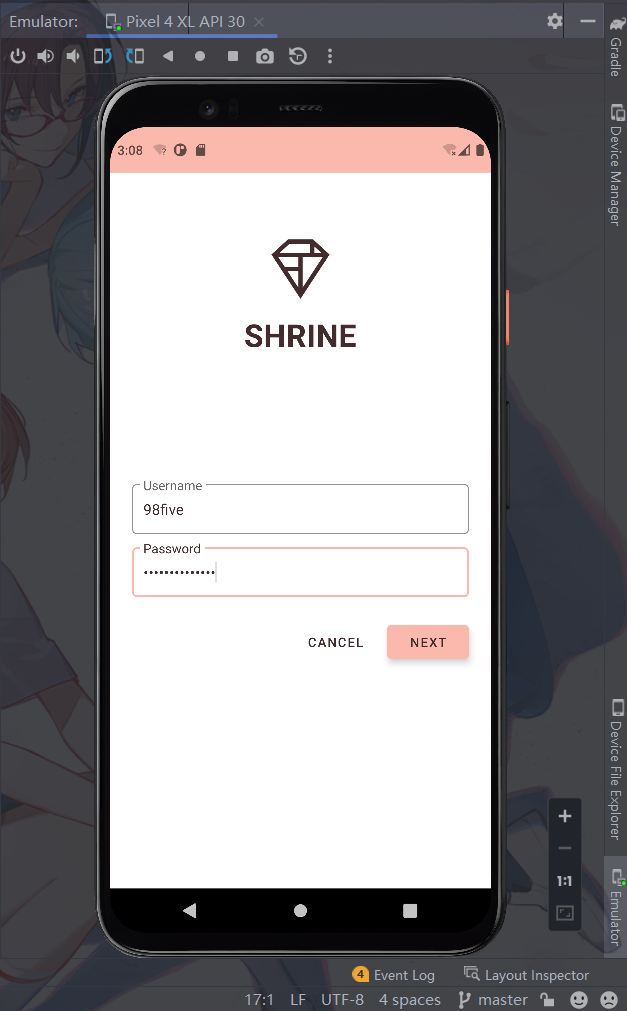 Emulator:
Pixel 4 XL API 30
Gradle
Device Manager
3:08
SHRINE
Username
98five
Password
••••••••••••••
CANCEL
NEXT
Device File Explorer
1:1
Emulator
4 Event Log
Layout Inspector
17:1 LF UTF-8 4 spaces master